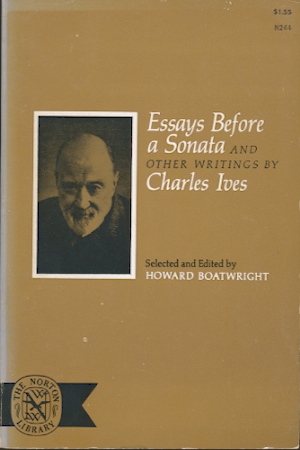 $1.55
N244
Essays Before
a Sonata AND
OTHER WRITINGS BY
Charles Ives
Selected and Edited by
HOWARD BOATWRIGHT
THE NORTON
LIBRARY